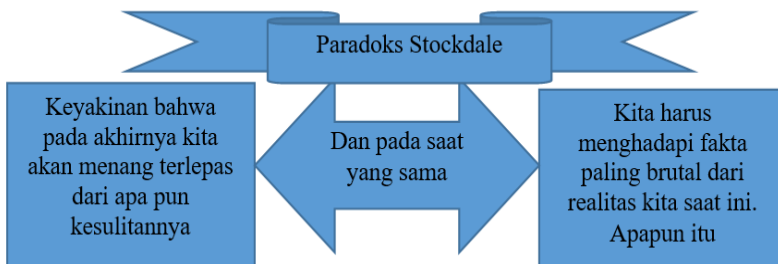 Paradoks Stockdale
Keyakinan bahwa
pada akhirnya kita
akan menang terlepas
dari apa pun
kesulitannya
Dan pada saat
yang sama
Kita harus
menghadapi fakta
paling brutal dari
realitas kita saat ini.
Apapun itu